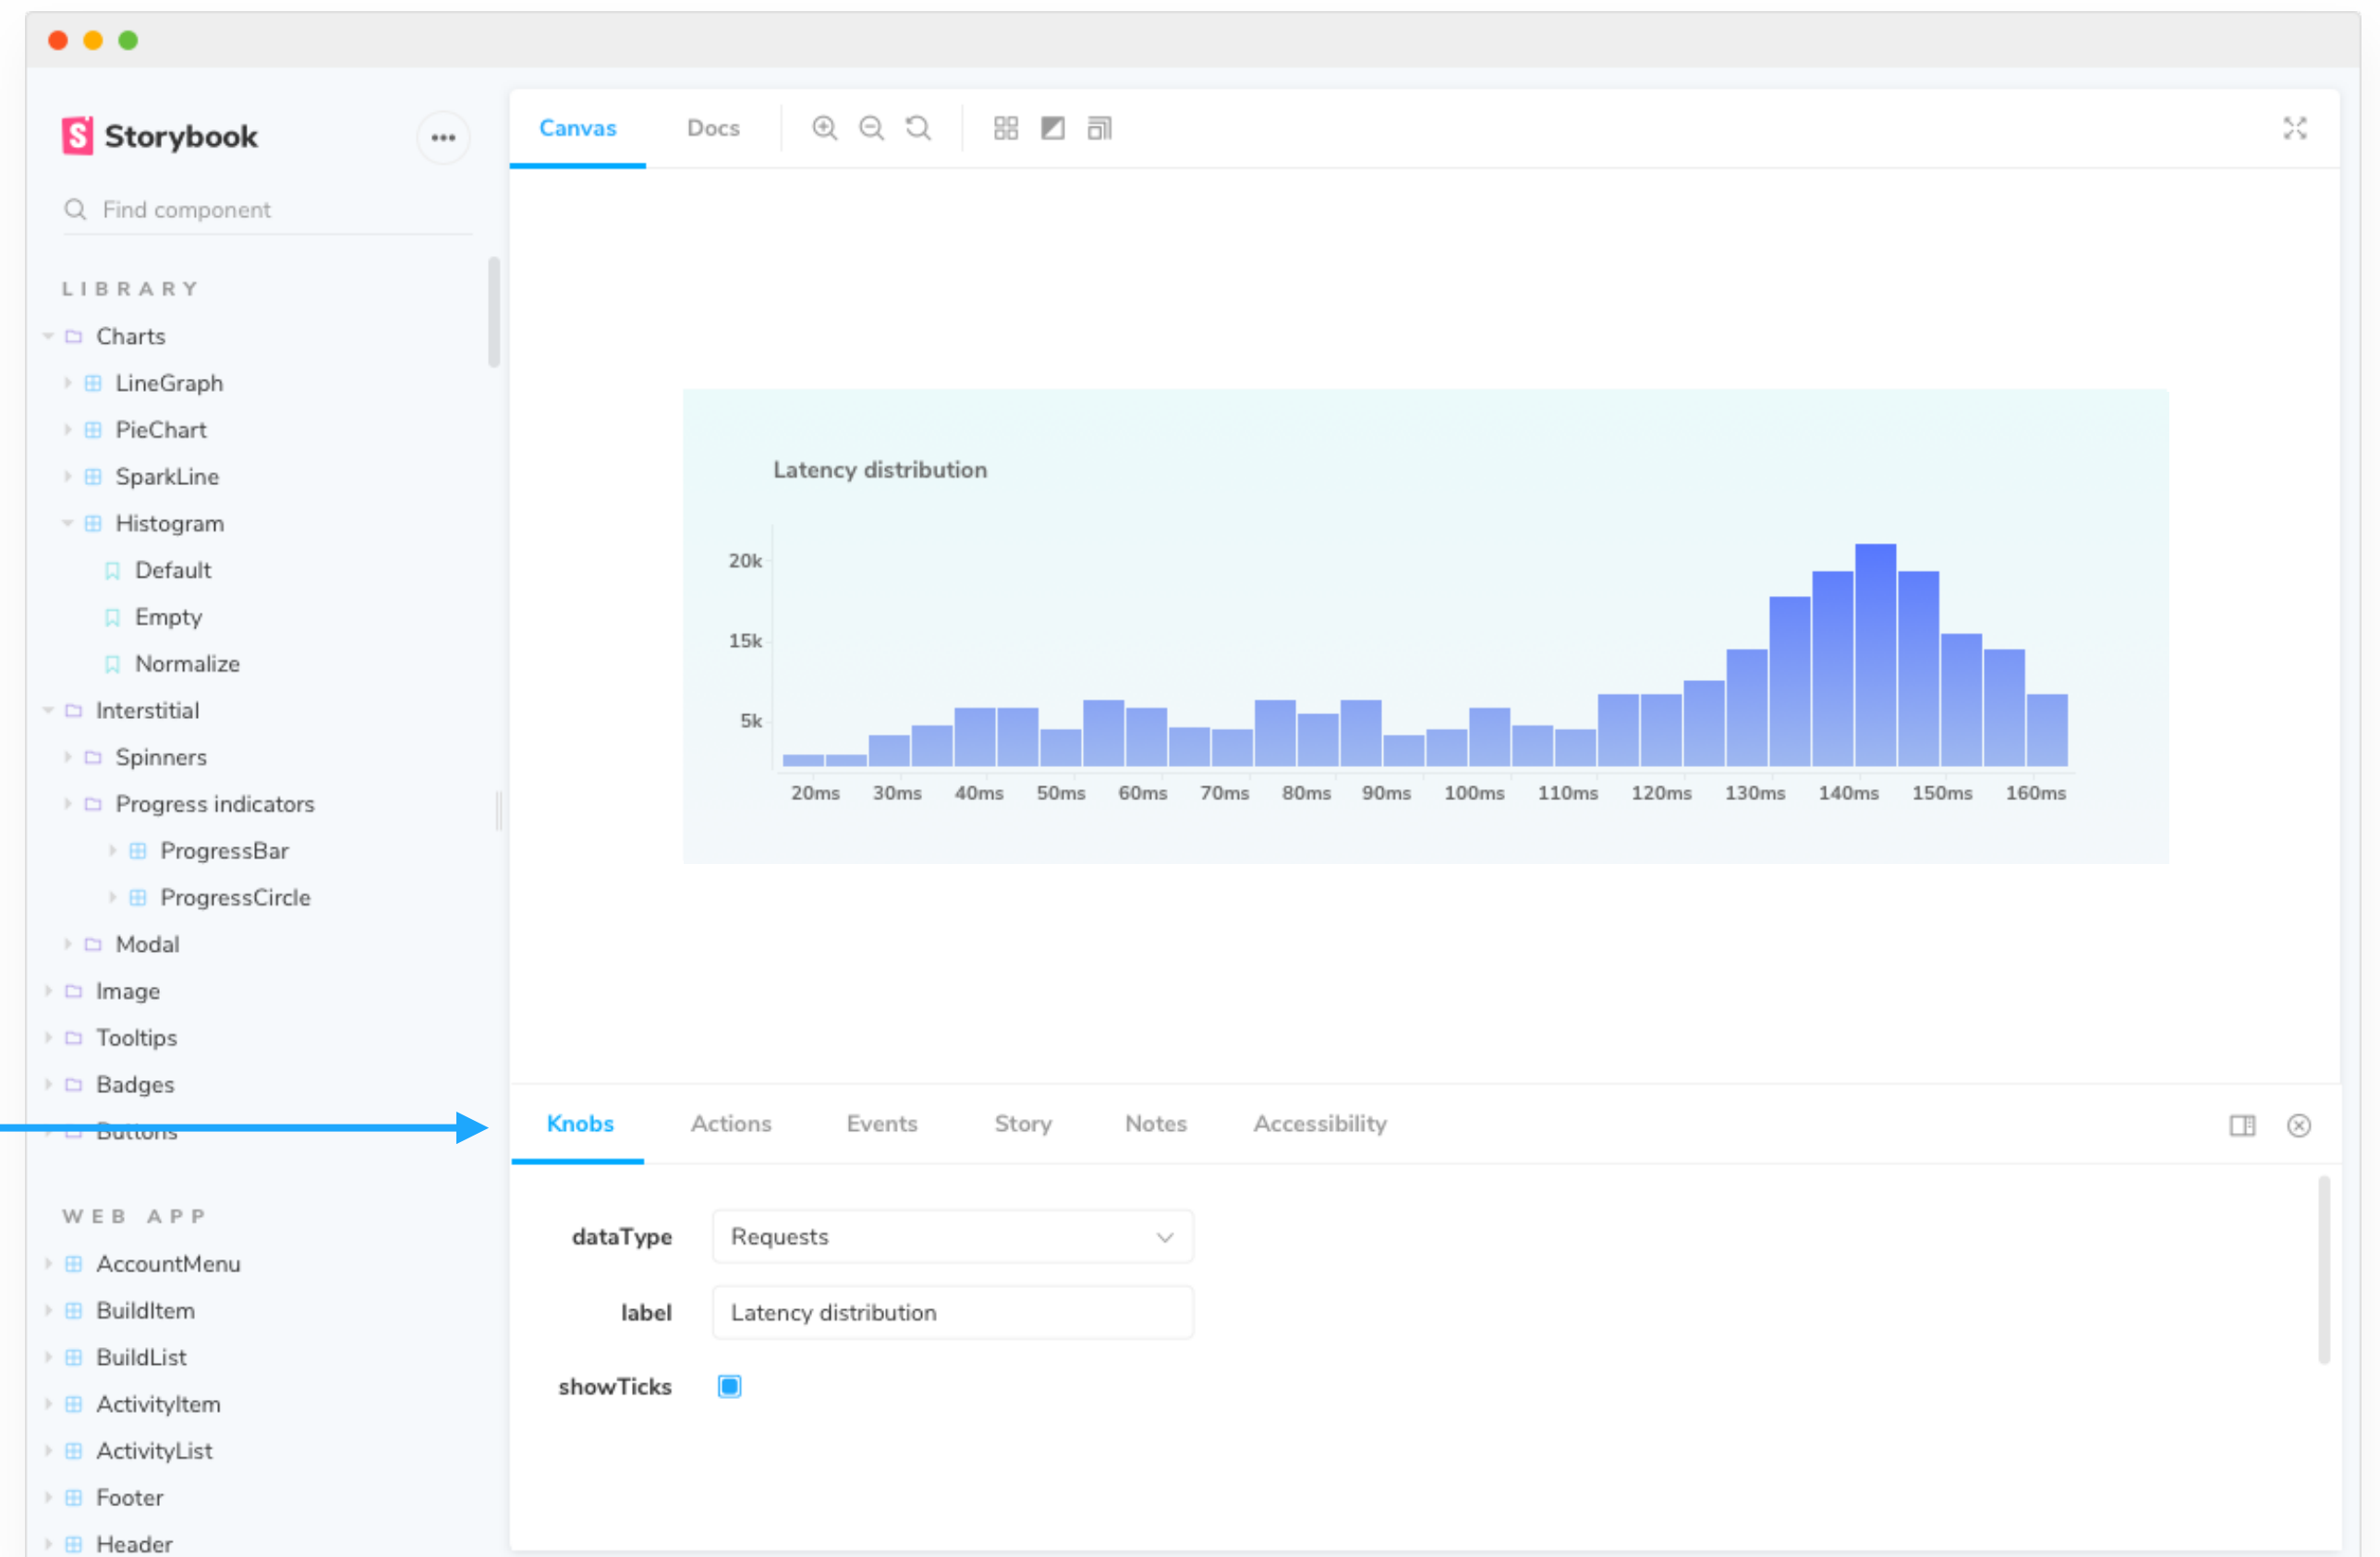 Storybook
Find component
LIBRARY
Charts
LineGraph
PieChart
SparkLine
Histogram
Default
Empty
Normalize
Interstitial
Spinners
Progress indicators
ProgressBar
ProgressCircle
Modal
Image
Tooltips
Badges
Buttons
WEB APP
AccountMenu
BuildItem
BuildList
ActivityItem
ActivityList
Footer
Header
Canvas Docs
Latency distribution
20k
15k
5k
20ms 30ms 40ms 50ms 60ms 70ms 80ms 90ms 100ms 110ms 120ms 130ms 140ms 150ms 160ms
Knobs Actions Events Story Notes Accessibility
dataType Requests
label Latency distribution
showTicks